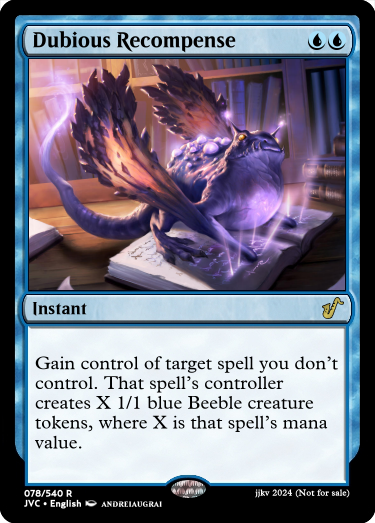 Dubious Recompense
Instant
Gain control of target spell you don't
control. That spell's controller
creates X 1/1 blue Beeble creature
tokens, where X is that spell's mana
value.
078/540 R
JVC • English ANDREIAUGRAI
jjkv 2024 (Not for sale)